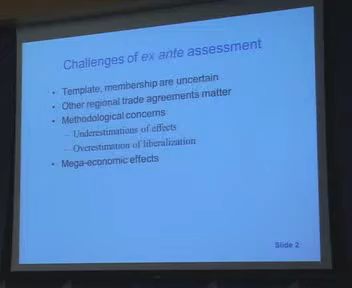 Challenges of ex ante assessment
• Template, membership are uncertain
• Other regional trade agreements matter
• Methodological concerns
– Underestimations of effects
– Overestimation of liberalization
• Mega-economic effects
Slide 2